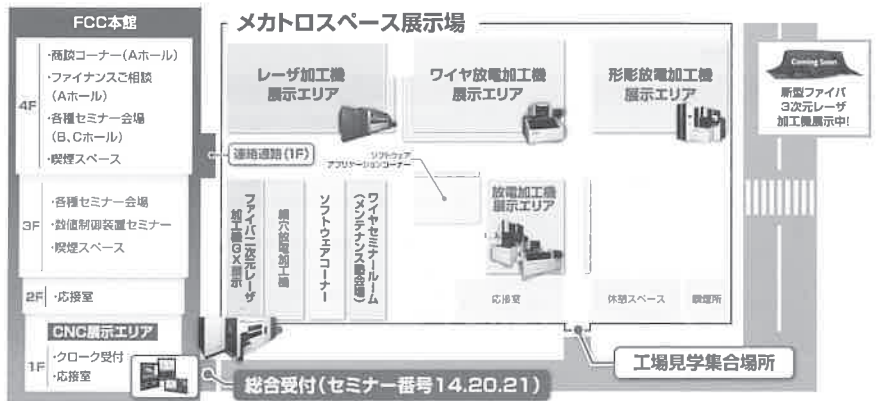 FCC本館
4F
・商談コーナー(Aホール)
・ファイナンスご相談
(Aホール)
・各種セミナー会場
(B、Cホール)
・喫煙スペース
3F
・各種セミナー会場
・数値制御装置セミナー
・喫煙スペース
2F
・応接室
CNC展示エリア
1F
・クローク受付
・応接室
メカトロスペース展示場
レーザ加工機
展示エリア
ワイヤ放電加工機
展示エリア
形彫放電加工機
展示エリア
連絡通路(1F)
ソフトウェア
アプリケーションコーナー
ファイバ二次元レーザ
加工機GX展示
細穴放電加工機
ソフトウェアコーナー
ワイヤセミナールーム
(メンテナンス勉強会場)
放電加工機
展示エリア
応接室
休憩スペース
喫煙所
Coming Soon
新型ファイバ
3次元レーザ
加工機展示中!
工場見学集合場所
総合受付(セミナー番号14.20.21)